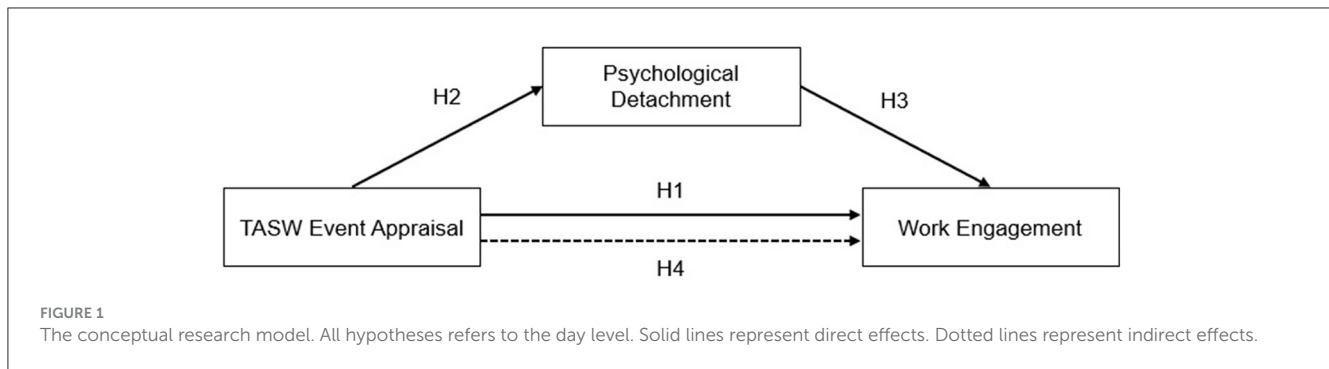 Psychological
Detachment
H2
H3
H1
TASW Event Appraisal
Work Engagement
H4
FIGURE 1
The conceptual research model. All hypotheses refers to the day level. Solid lines represent direct effects. Dotted lines represent indirect effects.